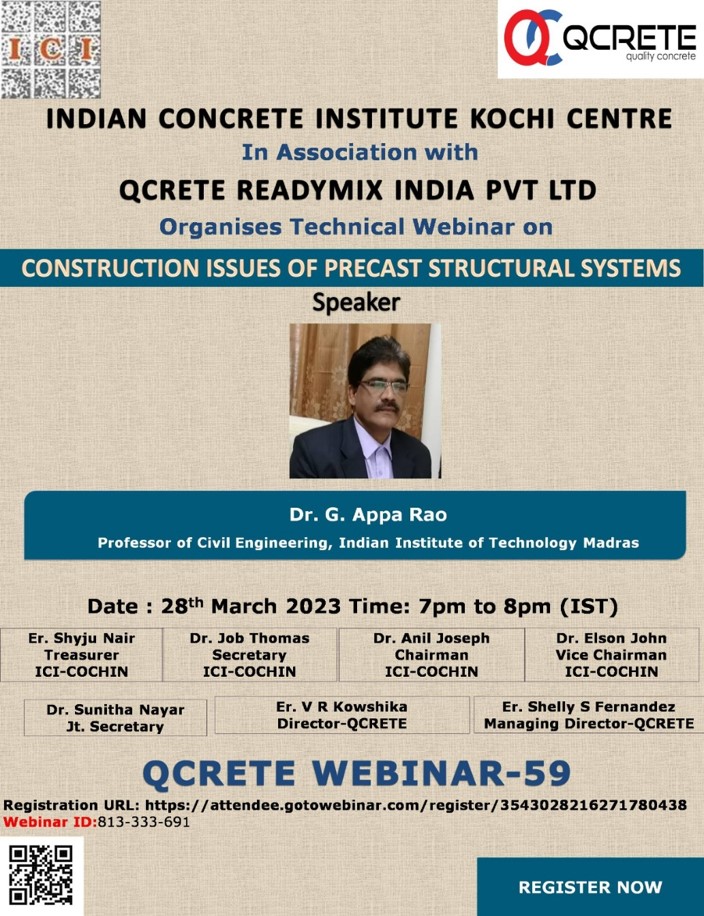 ICI
QCRETE
quality concrete
INDIAN CONCRETE INSTITUTE KOCHI CENTRE
In Association with
QCRETE READYMIX INDIA PVT LTD
Organises Technical Webinar on
CONSTRUCTION ISSUES OF PRECAST STRUCTURAL SYSTEMS
Speaker
Dr. G. Appa Rao
Professor of Civil Engineering, Indian Institute of Technology Madras
Date : 28th March 2023 Time: 7pm to 8pm (IST)
Er. Shyju Nair
Treasurer
ICI-COCHIN
Dr. Job Thomas
Secretary
ICI-COCHIN
Dr. Anil Joseph
Chairman
ICI-COCHIN
Dr. Elson John
Vice Chairman
ICI-COCHIN
Dr. Sunitha Nayar
Jt. Secretary
Er. V R Kowshika
Director-QCRETE
Er. Shelly S Fernandez
Managing Director-QCRETE
QCRETE WEBINAR-59
Registration URL: https://attendee.gotowebinar.com/register/3543028216271780438
Webinar ID:813-333-691
REGISTER NOW